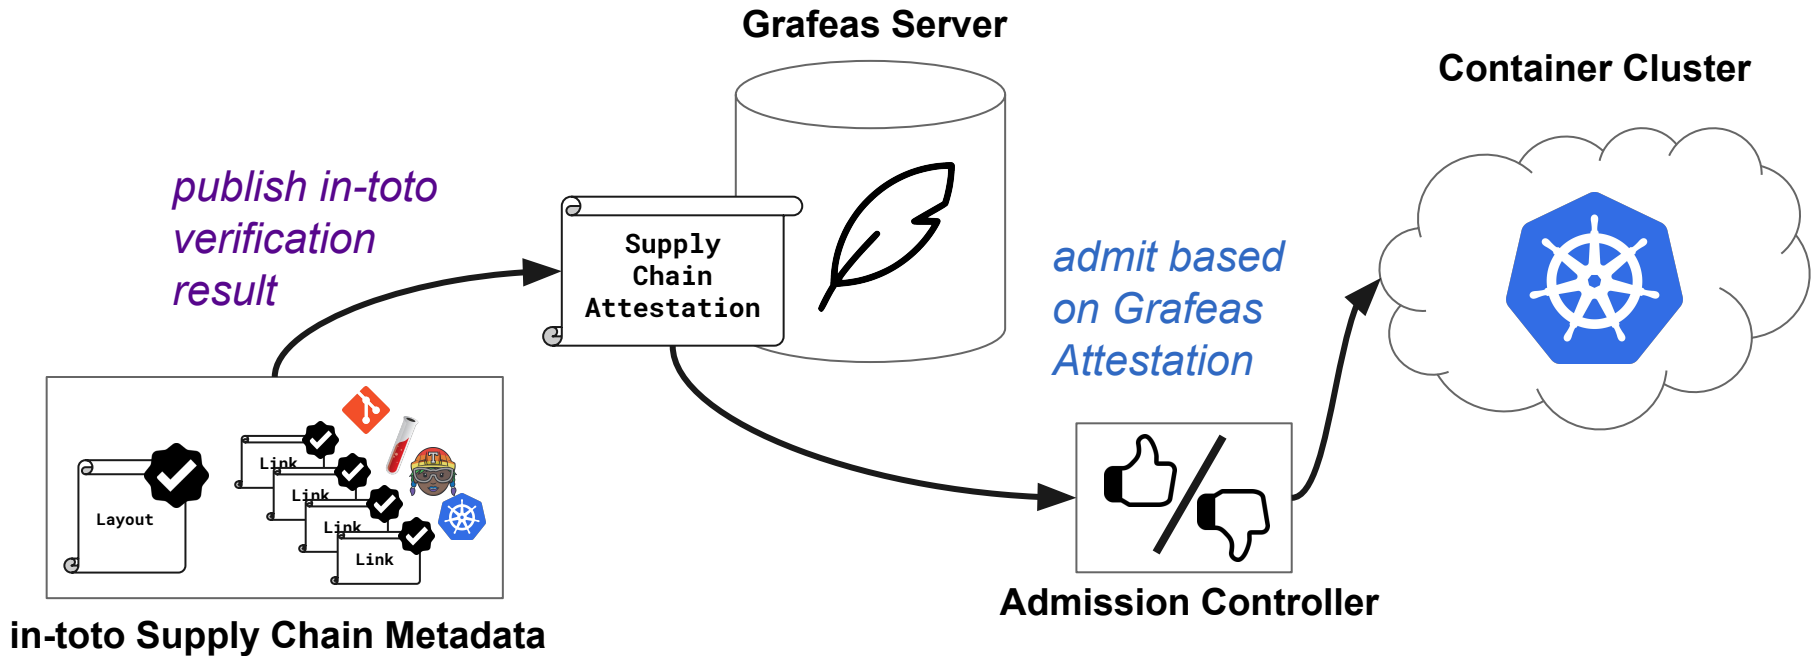 Grafeas Server
Container Cluster
publish in-toto
verification
result
Supply
Chain
Attestation
admit based
on Grafeas
Attestation
Layout
Link
Link
Link
Link
Admission Controller
in-toto Supply Chain Metadata